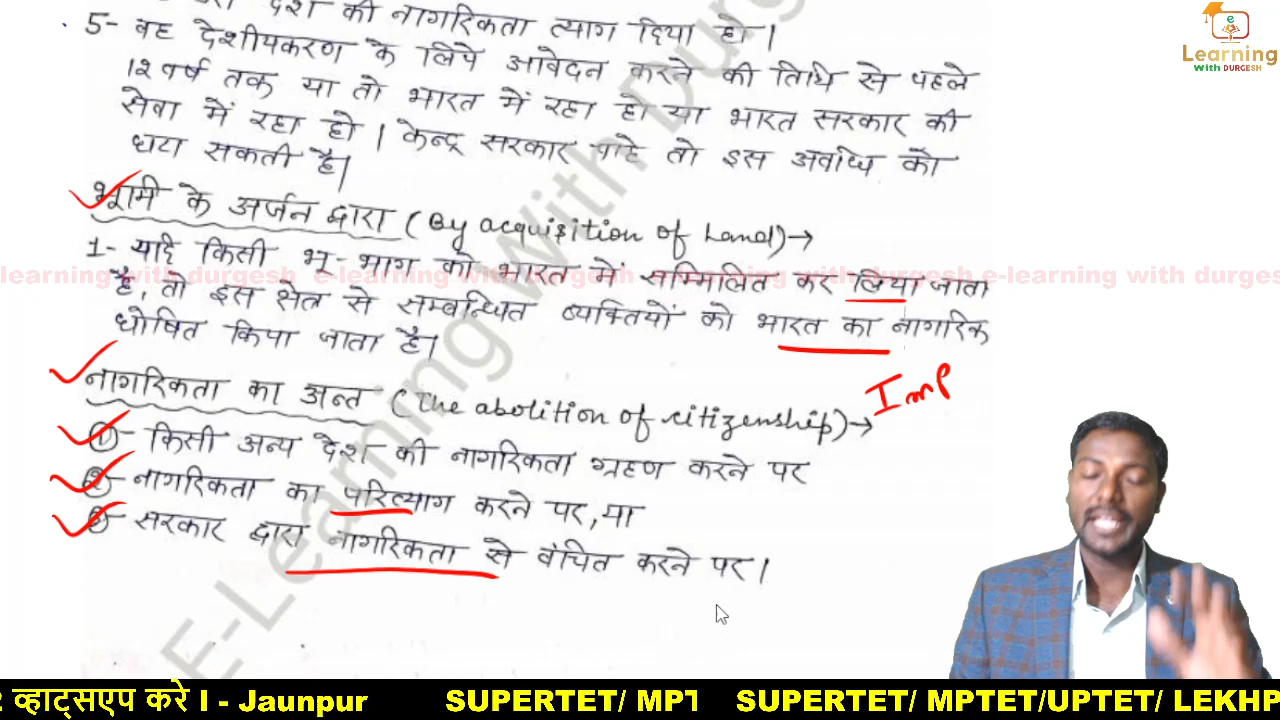 देश की नागरिकता त्याग दिया हो।
5- वह देशीयकरण के लिये आवेदन करने की तिथि से पहले
12 वर्ष तक या तो भारत में रहा हो या भारत सरकार की
सेवा में रहा हो। केन्द्र सरकार चाहे तो इस अवधि को
घटा सकती है।
भूमी के अर्जन द्वारा (By acquisition of Land)→
1- यदि किसी भू-भाग को भारत में सम्मिलित कर लिया जाता
है, तो इस क्षेत्र से सम्बन्धित व्यक्तियों को भारत का नागरिक
घोषित किया जाता है।
नागरिकता का अन्त (The abolition of citizenship)→
Imp
① - किसी अन्य देश की नागरिकता ग्रहण करने पर
② - नागरिकता का परित्याग करने पर, या
③ - सरकार द्वारा नागरिकता से वंचित करने पर।
learning with durgesh e-learning with durgesh e-learning with durges
E-Learning With Dur
e
Learning
With DURGESH
2 व्हाट्सएप करे I - Jaunpur SUPERTET/ MPT SUPERTET/ MPTET/UPTET/ LEKHP